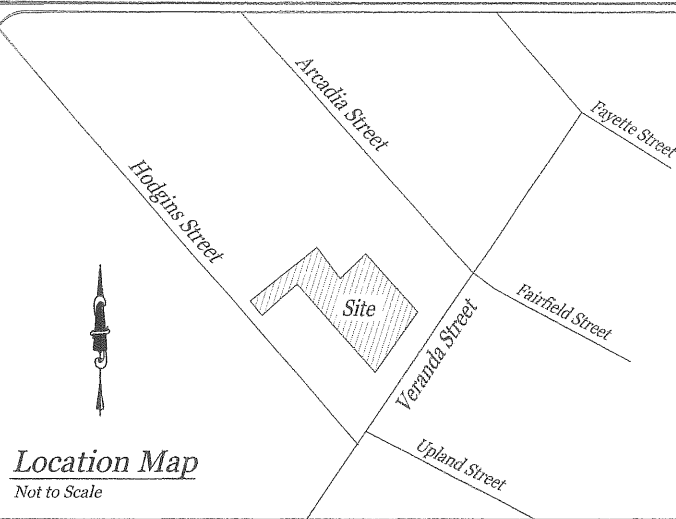 Arcadia Street
Fayette Street
Hodgins Street
Site
Fairfield Street
Veranda Street
Upland Street
Location Map
Not to Scale